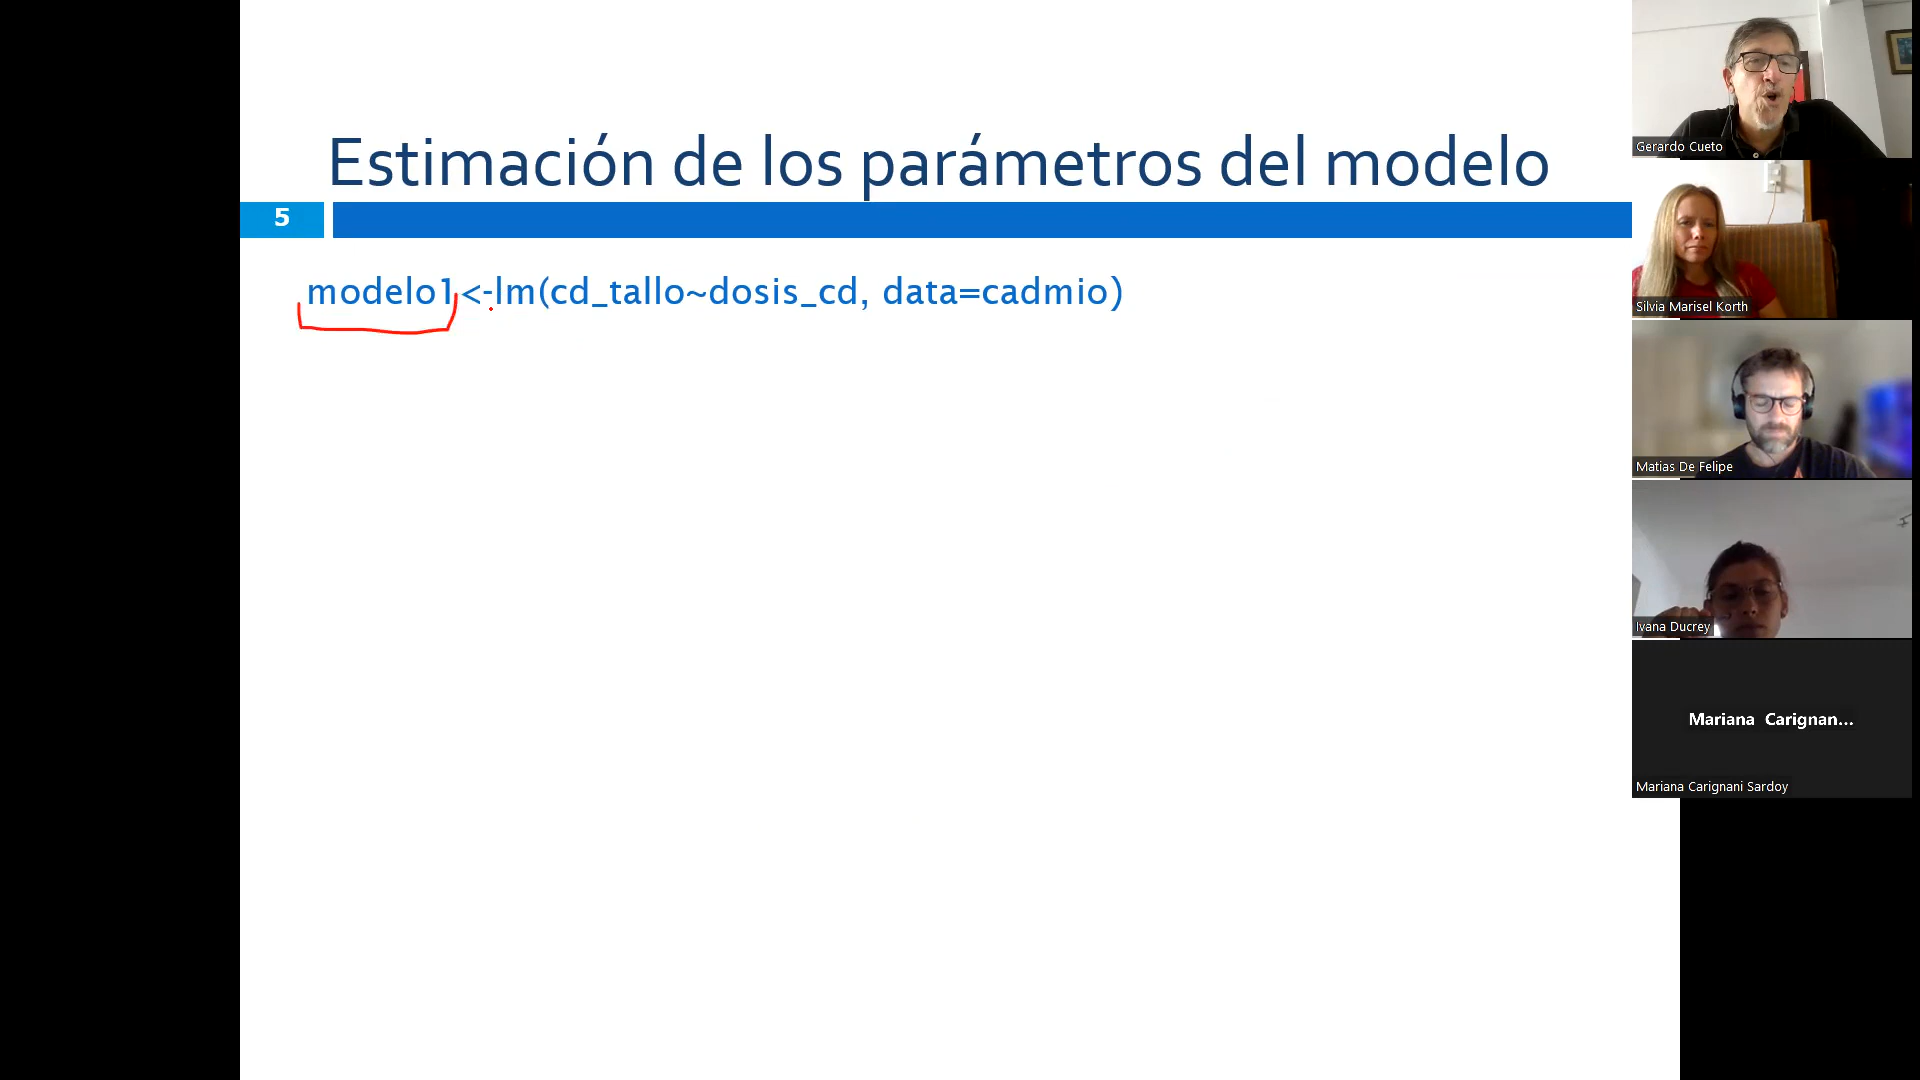 Estimación de los parámetros del modelo
5
modelo1<-lm(cd_tallo~dosis_cd, data=cadmio)
Gerardo Cueto
Silvia Marisel Korth
Matias De Felipe
Ivana Ducrey
Mariana Carignan...
Mariana Carignani Sardoy